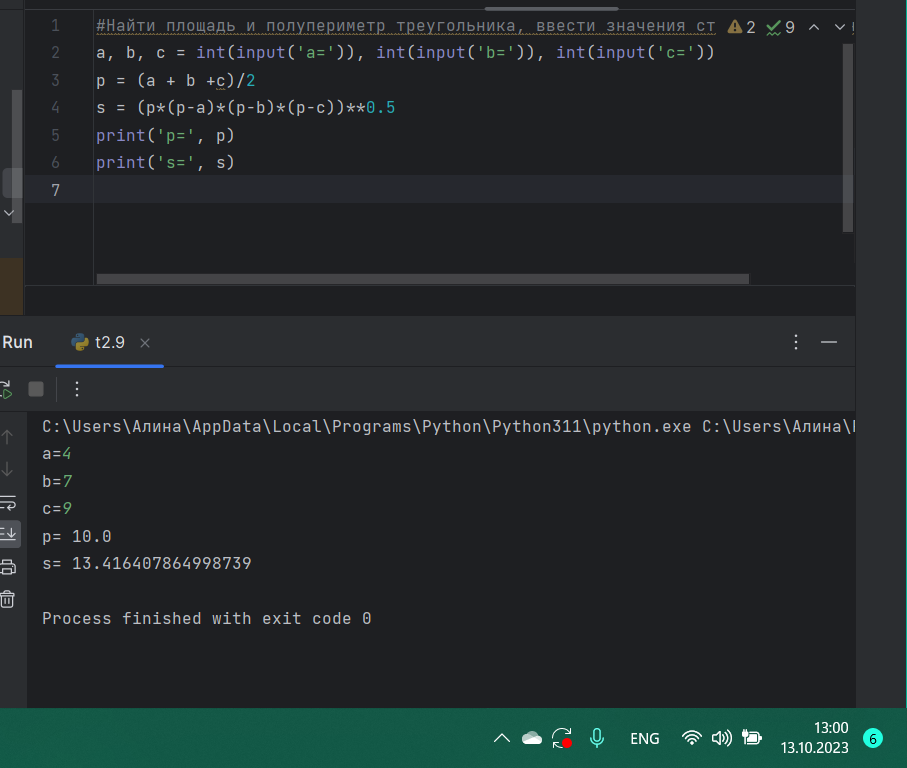 1 #Найти площадь и полупериметр треугольника, ввести значения ст 2 9
2 a, b, c = int(input('a=')), int(input('b=')), int(input('c='))
3 p = (a + b +c)/2
4 s = (p*(p-a)*(p-b)*(p-c))**0.5
5 print('p=', p)
6 print('s=', s)
7
Run t2.9
C:\Users\Алина\AppData\Local\Programs\Python\Python311\python.exe C:\Users\Алина\
a=4
b=7
c=9
p= 10.0
s= 13.416407864998739
Process finished with exit code 0
ENG 13:00 6
13.10.2023